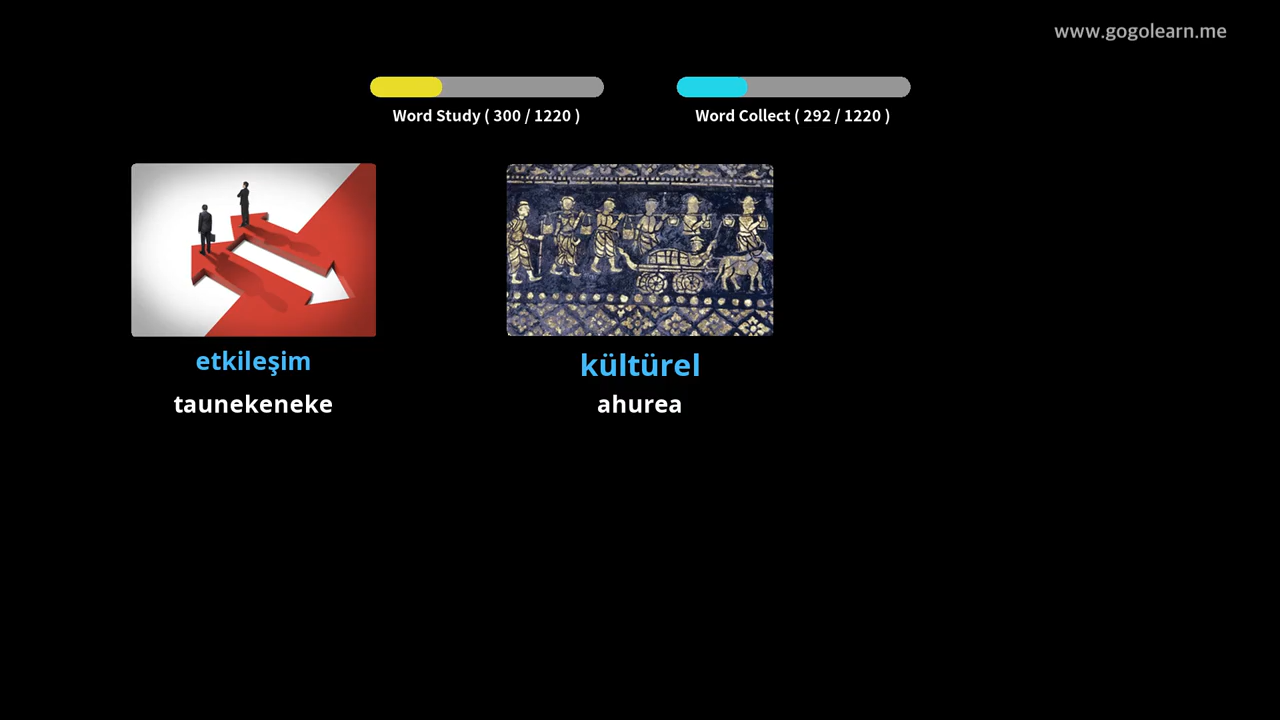 www.gogolearn.me
Word Study ( 300 / 1220 )
Word Collect ( 292 / 1220 )
etkileşim
taunekeneke
kültürel
ahurea